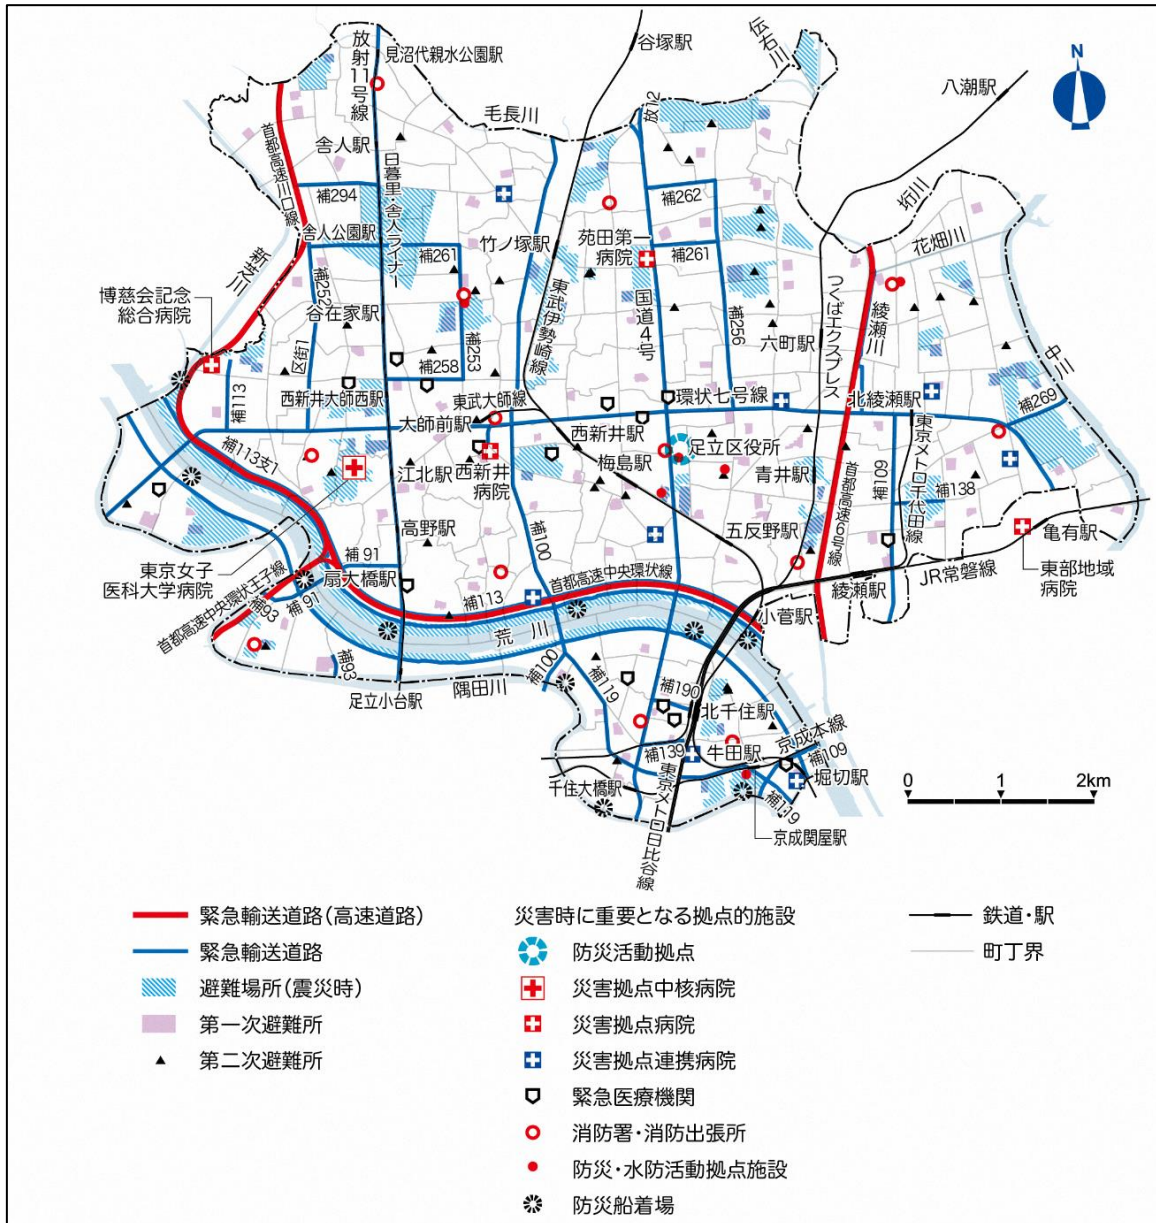 谷塚駅
伝右川
見沼代親水公園駅
放射11号線
八潮駅
N
毛長川
放12
首都高速川口線
舎人駅
日暮里・舎人ライナー
補294
補262
垳川
花畑川
舎人公園駅
竹ノ塚駅
苑田第一
病院
補261
補261
新芝川
補252
東武伊勢崎線
国道4号
つくばエクスプレス
綾瀬川
博慈会記念
総合病院
谷在家駅
補253
補256
六町駅
中川
区街1
補258
補113
西新井大師西駅
東武大師線
環状七号線
北綾瀬駅
補269
大師前駅
西新井駅
足立区役所
東京メトロ千代田線
補113支1
江北駅
西新井
病院
梅島駅
青井駅
首都高速6号線
補109
補138
高野駅
五反野駅
亀有駅
補100
JR常磐線
東京女子
医科大学病院
補91
扇大橋駅
首都高速中央環状線
綾瀬駅
東部地域
病院
首都高速中央環状王子線
補93
補91
補113
小菅駅
荒川
補93
補100
隅田川
足立小台駅
補119
補190
北千住駅
京成本線
補139
牛田駅
補109
千住大橋駅
堀切駅
東京メトロ日比谷線
補119
京成関屋駅
0 1 2km
緊急輸送道路(高速道路)
緊急輸送道路
避難場所(震災時)
第一次避難所
第二次避難所
災害時に重要となる拠点的施設
防災活動拠点
災害拠点中核病院
災害拠点病院
災害拠点連携病院
緊急医療機関
消防署・消防出張所
防災・水防活動拠点施設
防災船着場
鉄道・駅
町丁界